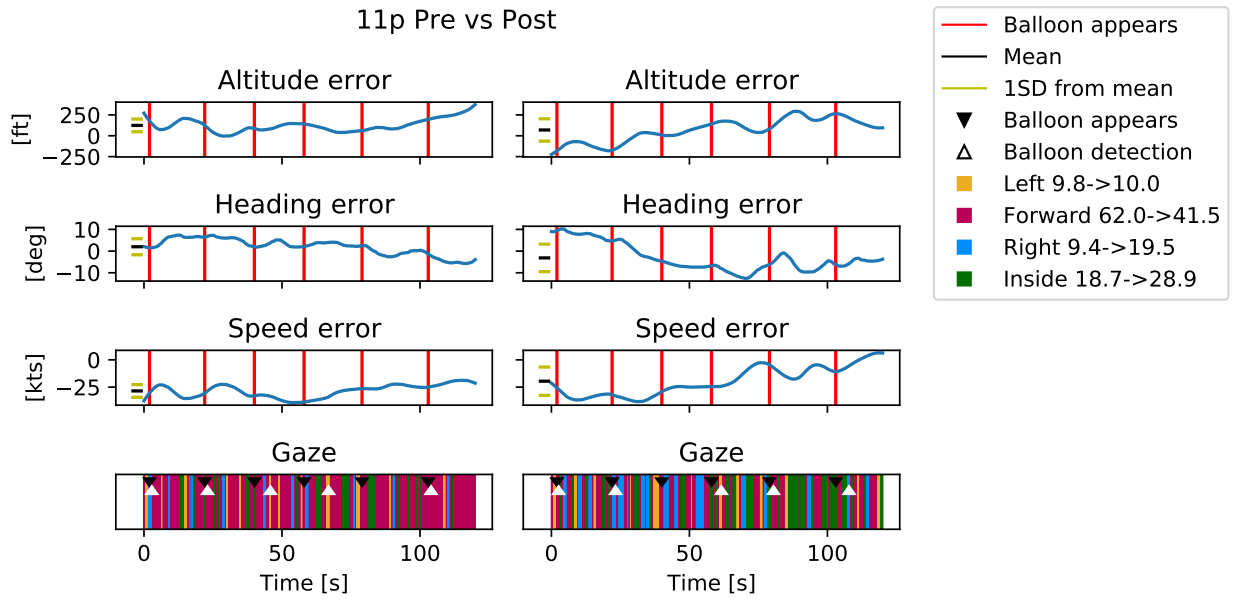 11p Pre vs Post
Altitude error
Altitude error
[ft]
250
0
−250
Heading error
Heading error
[deg]
10
0
−10
Speed error
Speed error
[kts]
0
−25
Gaze
Gaze
0
50
100
0
50
100
Time [s]
Time [s]
Balloon appears
Mean
1SD from mean
Balloon appears
Balloon detection
Left 9.8->10.0
Forward 62.0->41.5
Right 9.4->19.5
Inside 18.7->28.9